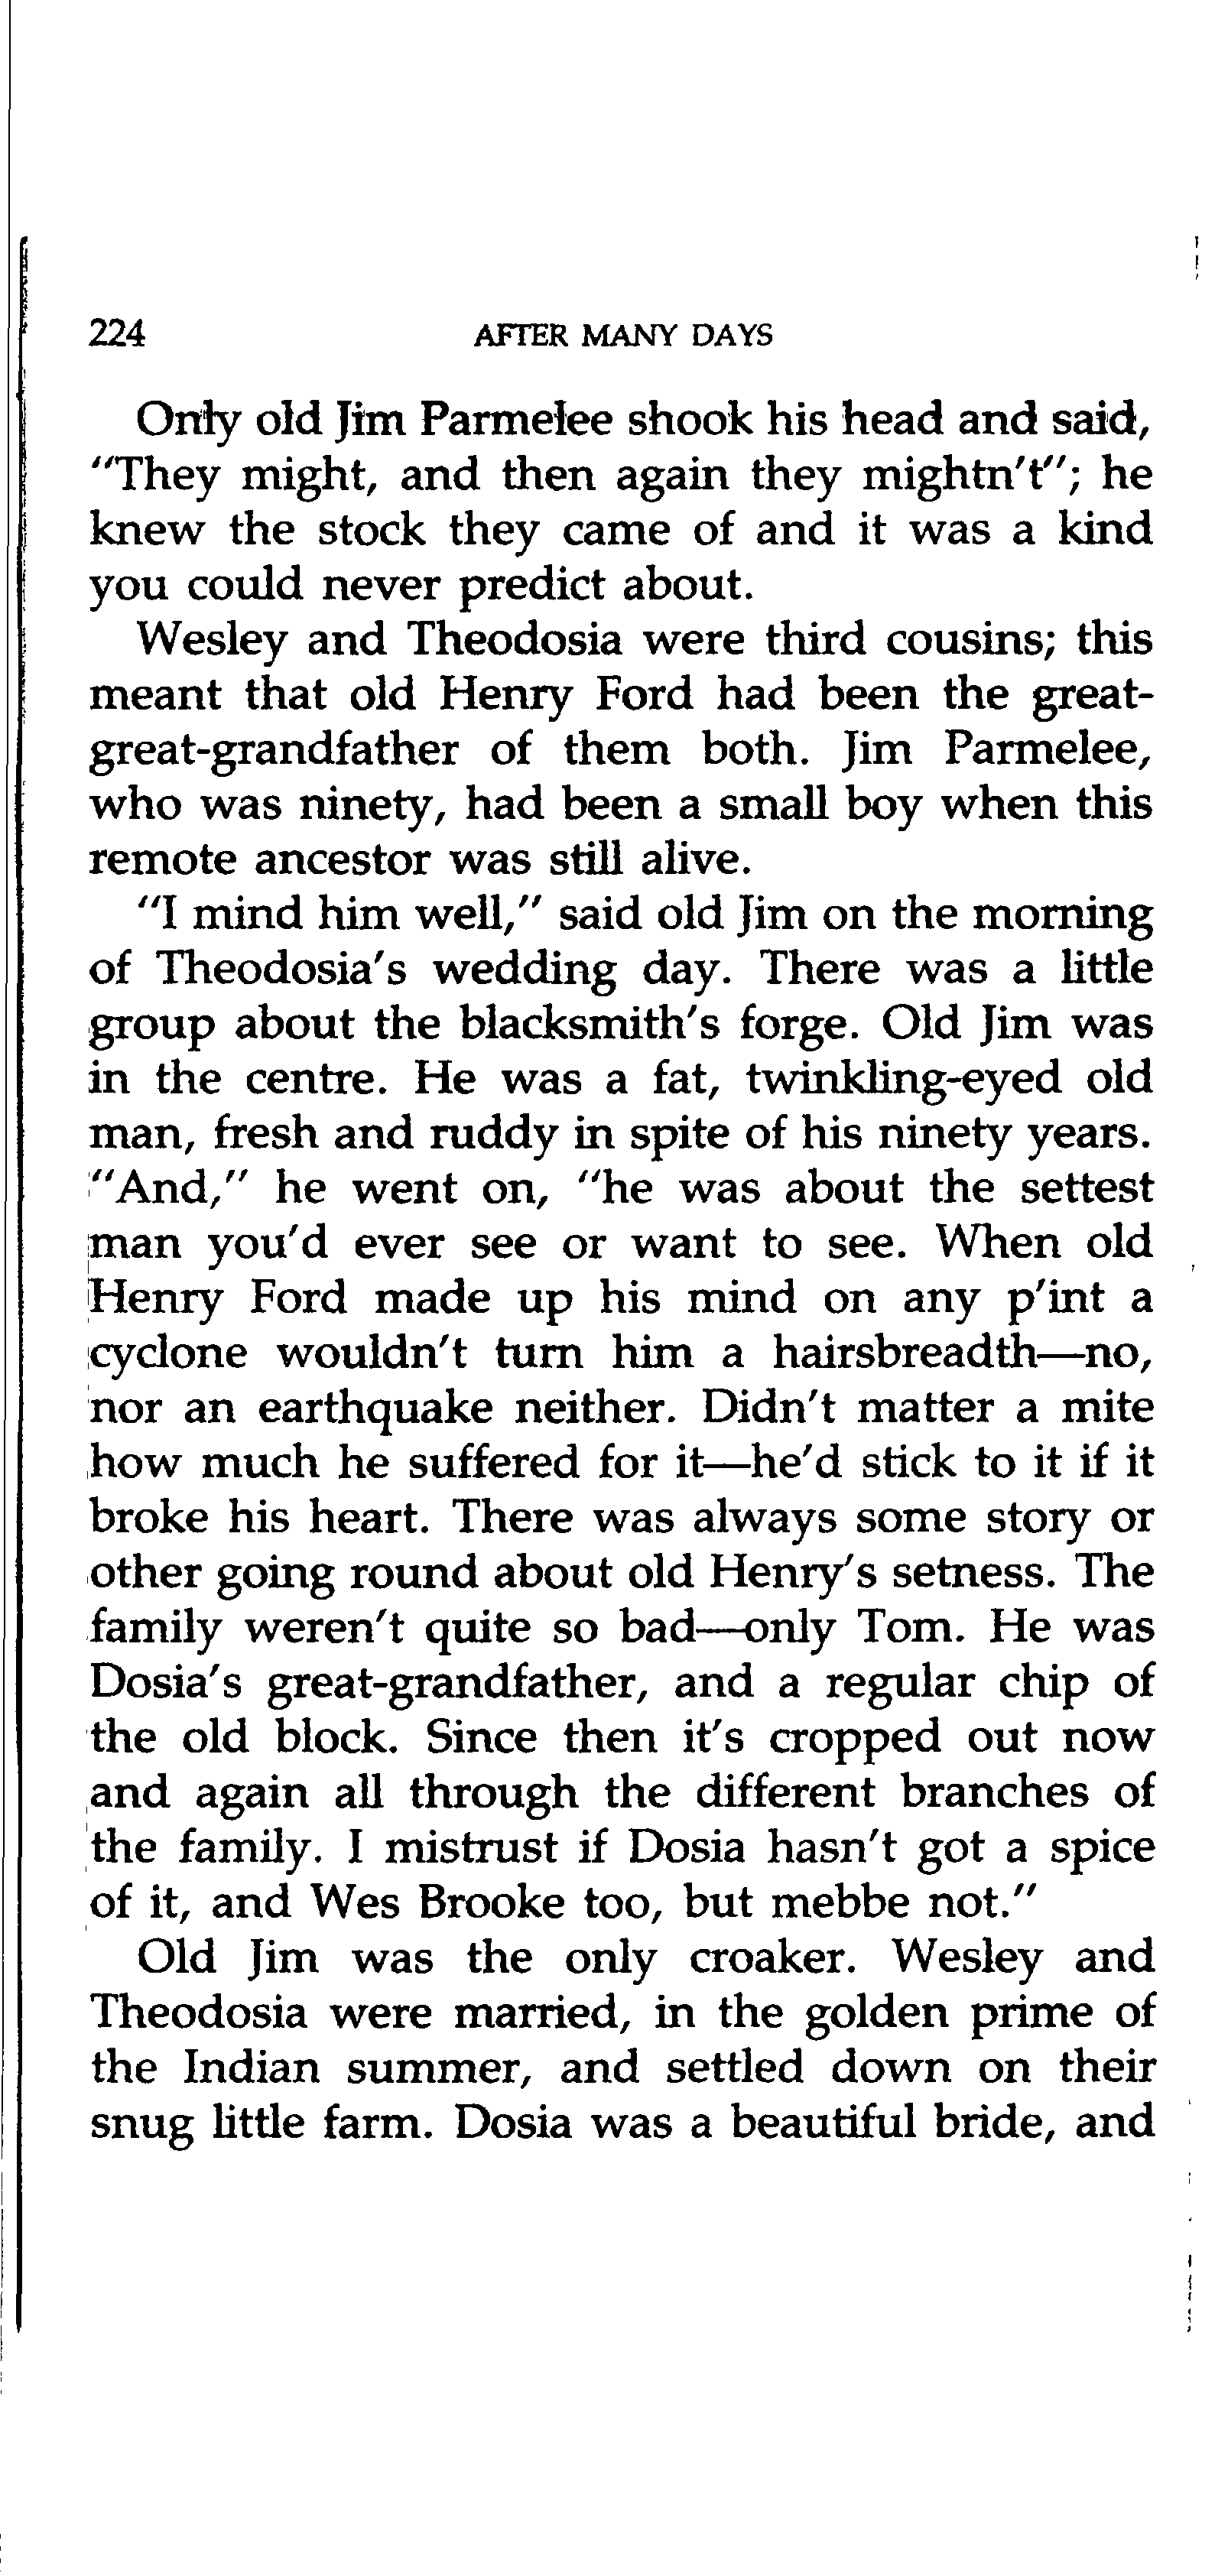 224 AFTER MANY DAYS
Only old Jim Parmelee shook his head and said,
"They might, and then again they mightn't"; he
knew the stock they came of and it was a kind
you could never predict about.
Wesley and Theodosia were third cousins; this
meant that old Henry Ford had been the great-
great-grandfather of them both. Jim Parmelee,
who was ninety, had been a small boy when this
remote ancestor was still alive.
"I mind him well," said old Jim on the morning
of Theodosia's wedding day. There was a little
group about the blacksmith's forge. Old Jim was
in the centre. He was a fat, twinkling-eyed old
man, fresh and ruddy in spite of his ninety years.
"And," he went on, "he was about the settest
man you'd ever see or want to see. When old
Henry Ford made up his mind on any p'int a
cyclone wouldn't turn him a hairsbreadth—no,
nor an earthquake neither. Didn't matter a mite
how much he suffered for it—he'd stick to it if it
broke his heart. There was always some story or
other going round about old Henry's setness. The
family weren't quite so bad—only Tom. He was
Dosia's great-grandfather, and a regular chip of
the old block. Since then it's cropped out now
and again all through the different branches of
the family. I mistrust if Dosia hasn't got a spice
of it, and Wes Brooke too, but mebbe not."
Old Jim was the only croaker. Wesley and
Theodosia were married, in the golden prime of
the Indian summer, and settled down on their
snug little farm. Dosia was a beautiful bride, and